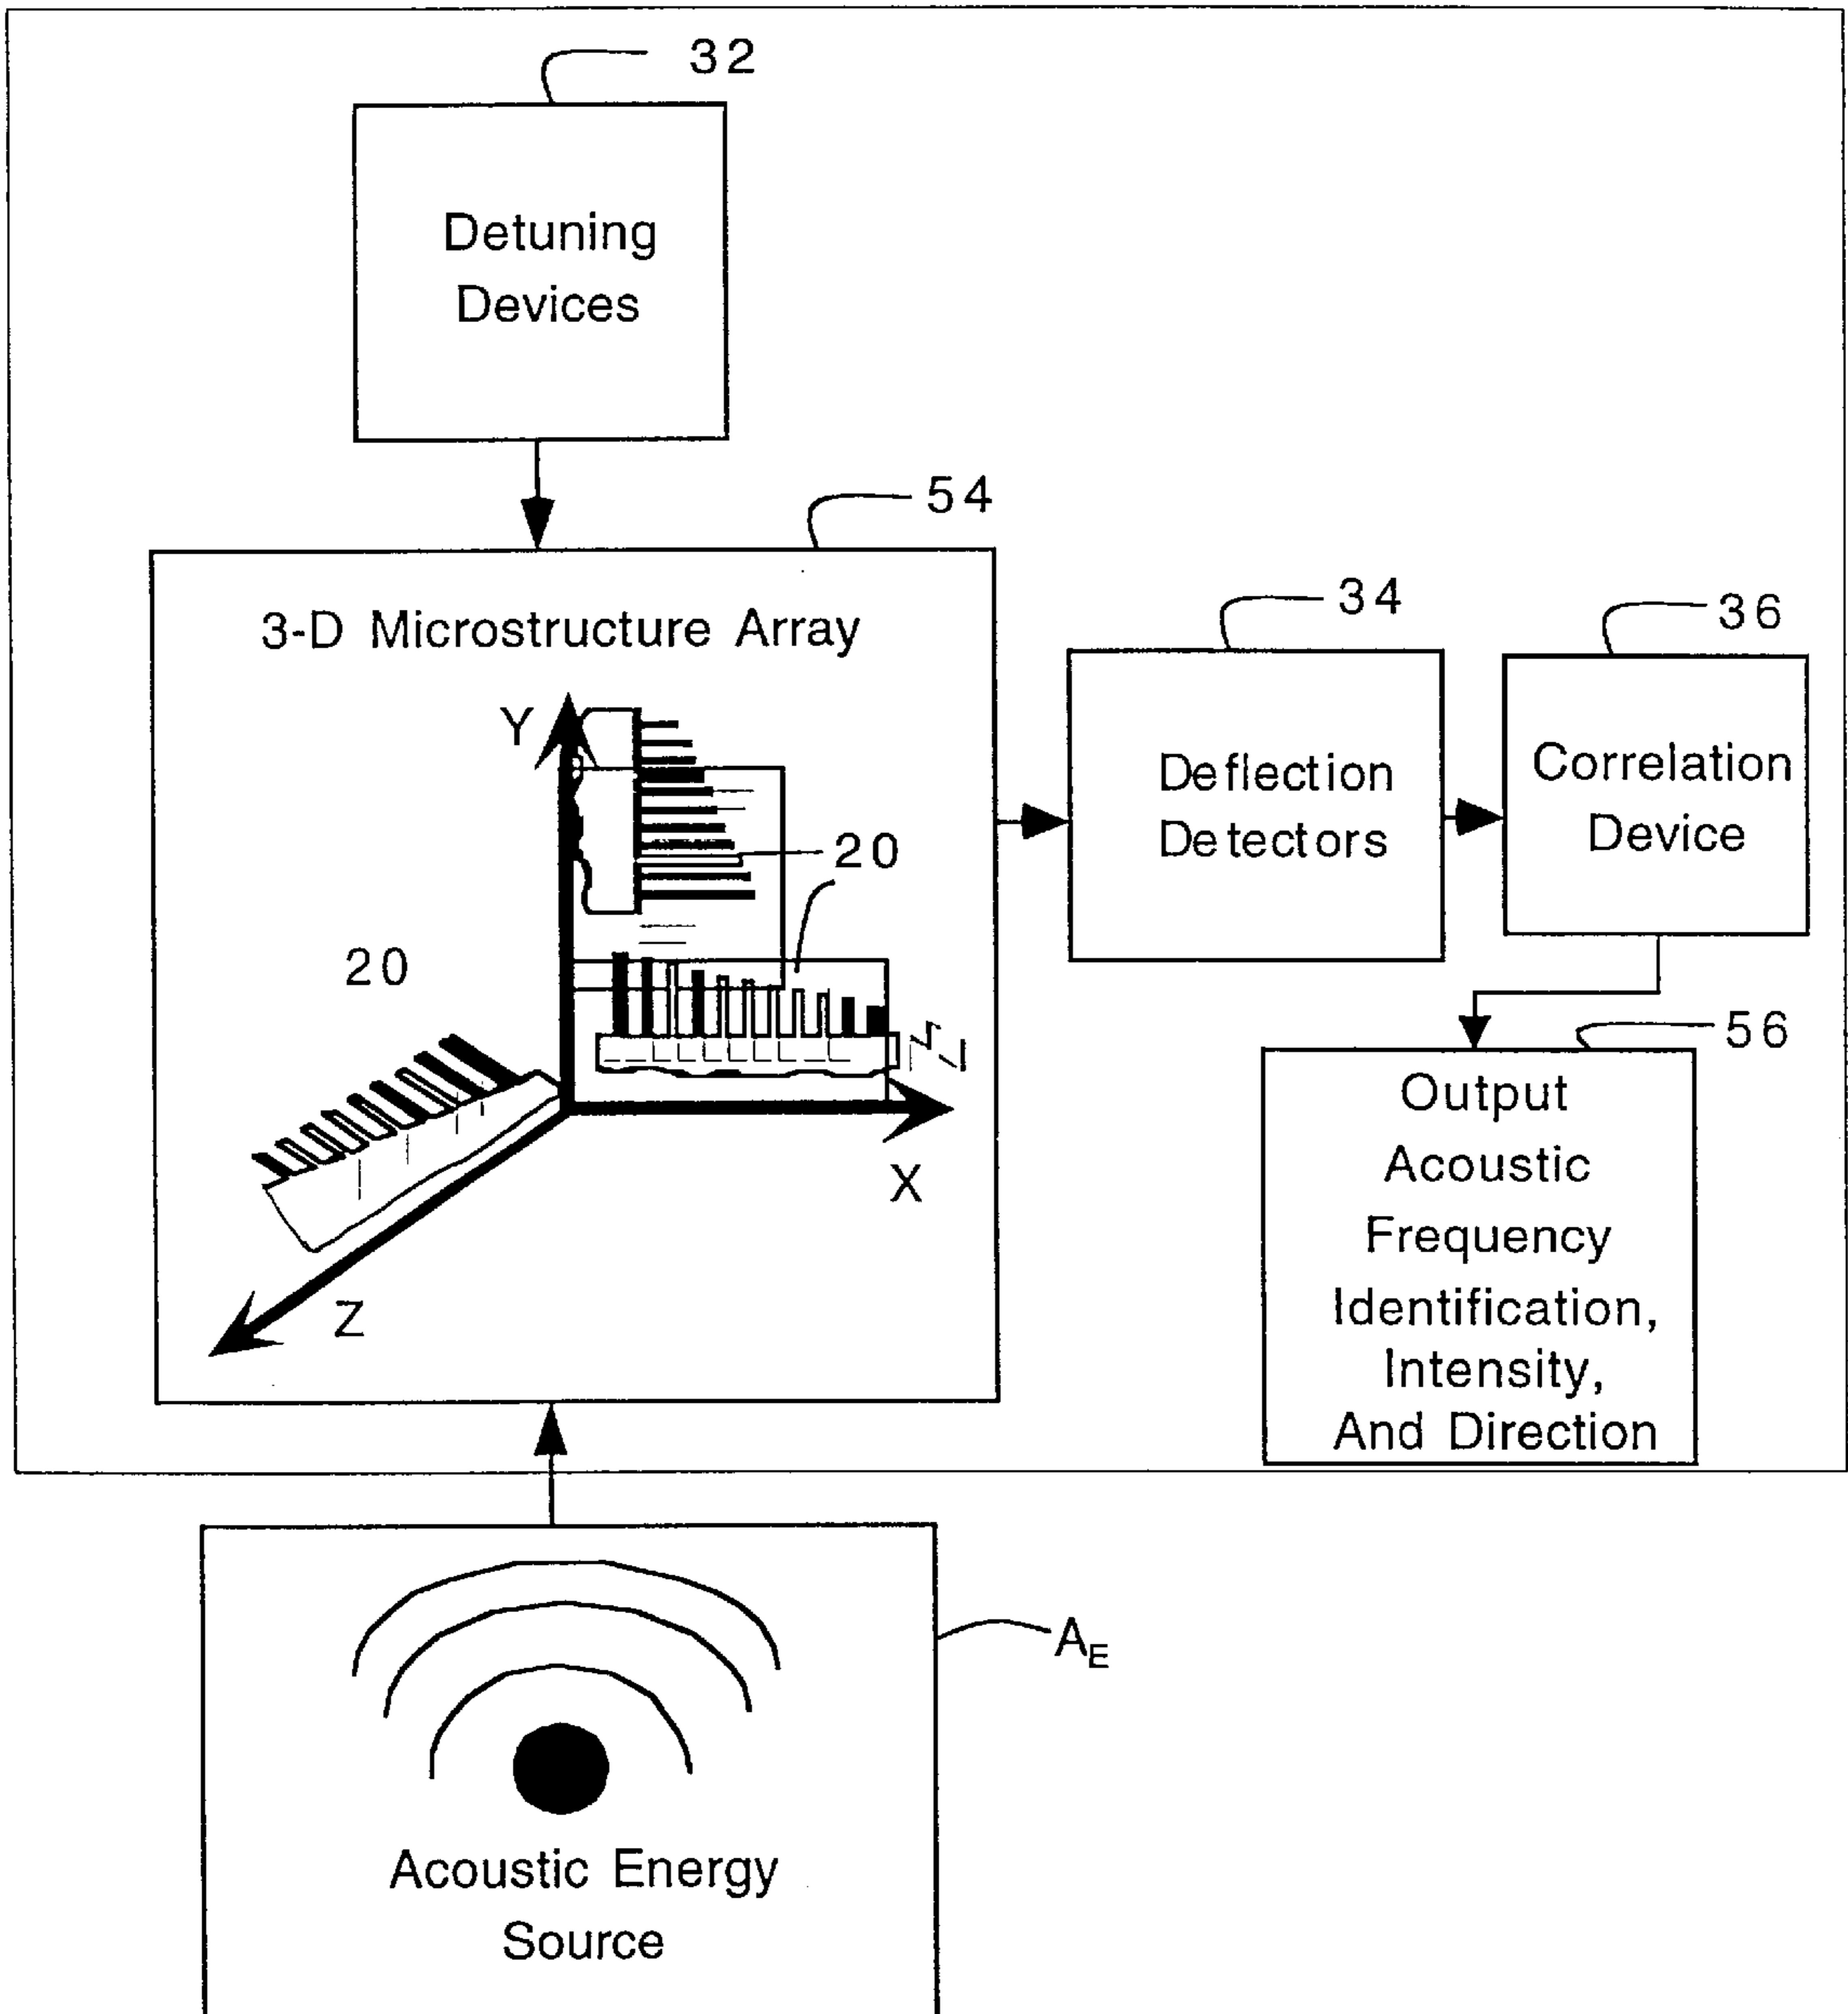 32
Detuning
Devices
54
3-D Microstructure Array
Y
20
20
X
Z
34
Deflection
Detectors
36
Correlation
Device
56
Output
Acoustic
Frequency
Identification,
Intensity,
And Direction
Acoustic Energy
Source
A_E